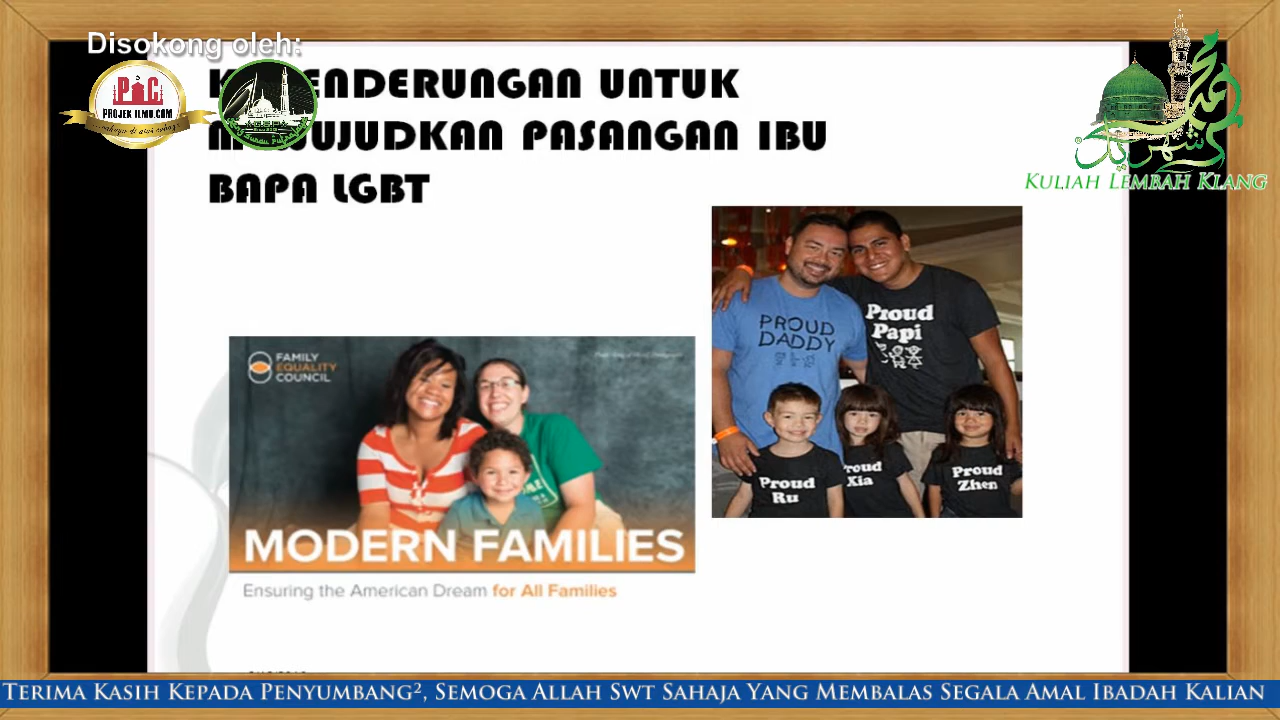 Disokong oleh:
PROJEK ILMU.COM
UNTUK
PASANGAN IBU
BAPA LGBT
KULIAH LEMBAH KLANG
PROUD
DADDY
Proud
Papi
Proud
Ru
Proud
Xia
Proud
Zhen
FAMILY
EQUALITY
COUNCIL
MODERN FAMILIES
Ensuring the American Dream for All Families
TERIMA KASIH KEPADA PENYUMBANG², SEMOGA ALLAH SWT SAHAJA YANG MEMBALAS SEGALA AMAL IBADAH KALIAN